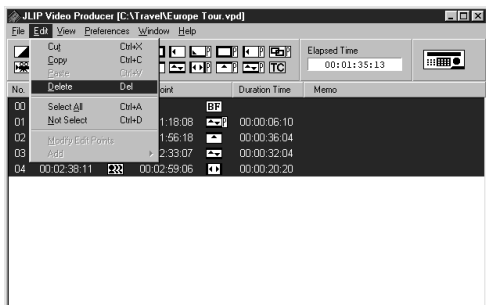 JLIP Video Producer [C:\Travel\Europe Tour.vpd]
File Edit View Preferences Window Help
Cut Ctrl+X
Copy Ctrl+C
Paste Ctrl+V
Delete Del
Select All Ctrl+A
Not Select Ctrl+D
Modify Edit Points
Add
TC
Elapsed Time
00:01:35:13
No. oint Duration Time Memo
00 BF
01 1:18:08 00:00:06:10
02 1:56:18 00:00:36:04
03 2:33:07 00:00:32:04
04 00:02:38:11 00:02:59:06 00:00:20:20